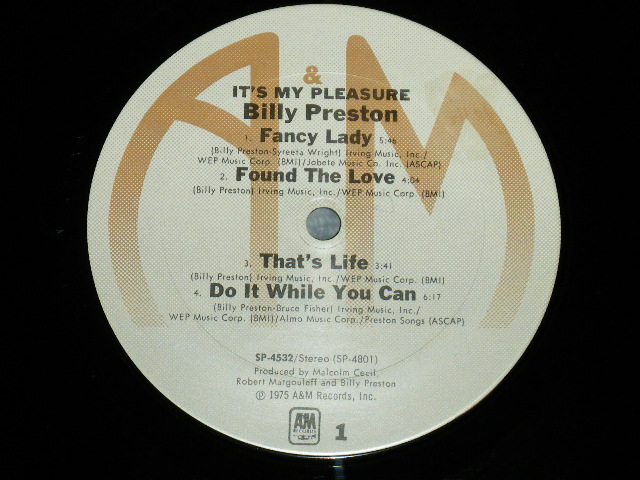 A&M
IT'S MY PLEASURE
Billy Preston
1. Fancy Lady 5:46
(Billy Preston-Syreeta Wright) Irving Music, Inc./
WEP Music Corp. (BMI)/Jobete Music Co. Inc. (ASCAP)
2. Found The Love 4:04
(Billy Preston) Irving Music, Inc./WEP Music Corp. (BMI)
3. That's Life 3:41
(Billy Preston) Irving Music, Inc./WEP Music Corp. (BMI)
4. Do It While You Can 6:17
(Billy Preston-Bruce Fisher) Irving Music, Inc./
WEP Music Corp. (BMI)/Almo Music Corp./Preston Songs (ASCAP)
SP-4532/Stereo (SP-4801)
Produced by Malcolm Cecil,
Robert Margouleff and Billy Preston
℗ 1975 A&M Records, Inc.
A&M
RECORDS
1